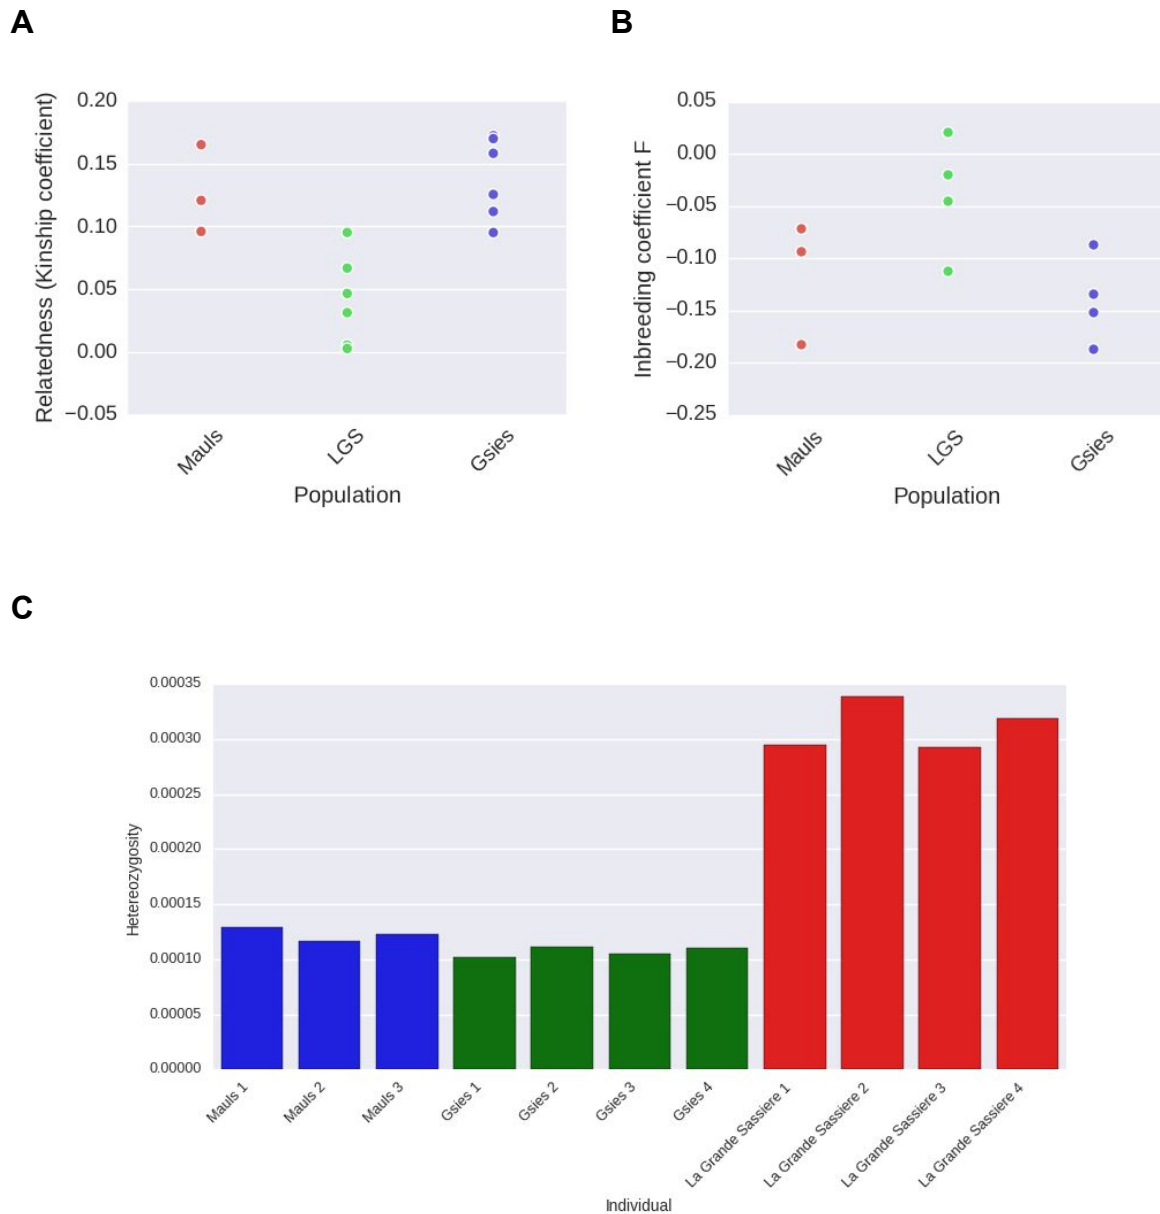 A
B
Relatedness (Kinship coefficient)
0.20
0.15
0.10
0.05
0.00
−0.05
Mauls
LGS
Gsies
Population
Inbreeding coefficient F
0.05
0.00
−0.05
−0.10
−0.15
−0.20
−0.25
Mauls
LGS
Gsies
Population
C
Hetereozygosity
0.00035
0.00030
0.00025
0.00020
0.00015
0.00010
0.00005
0.00000
Mauls 1
Mauls 2
Mauls 3
Gsies 1
Gsies 2
Gsies 3
Gsies 4
La Grande Sassiere 1
La Grande Sassiere 2
La Grande Sassiere 3
La Grande Sassiere 4
Individual